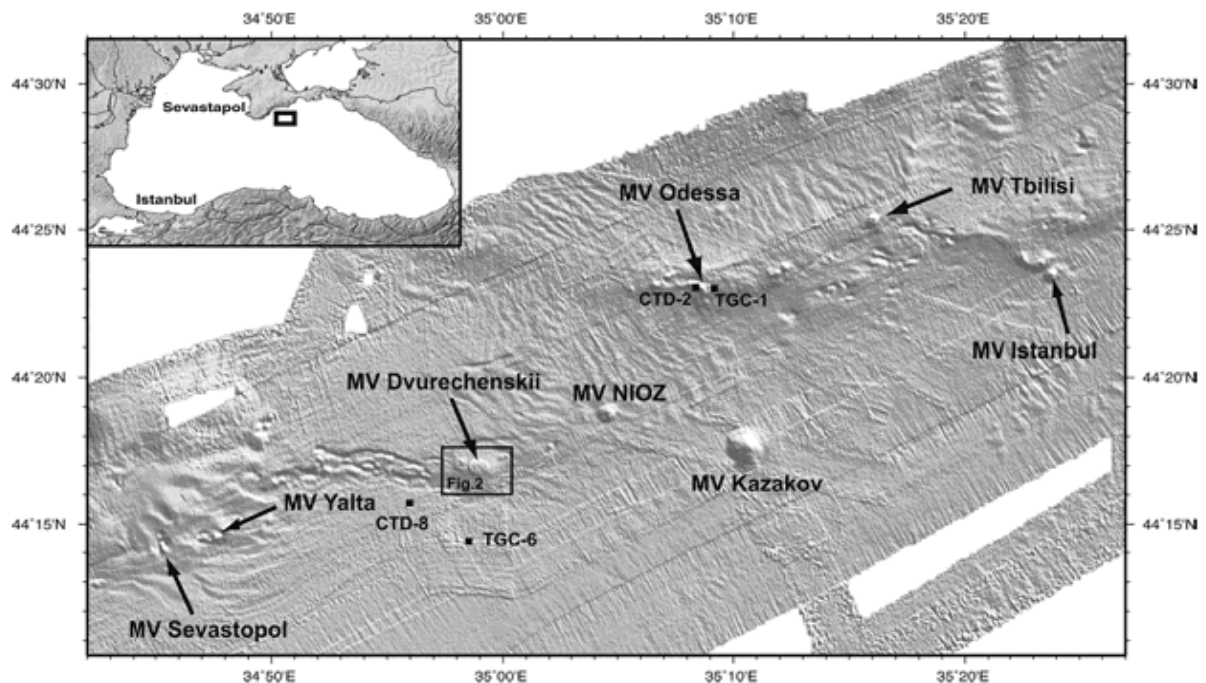 34˚50'E 35˚00'E 35˚10'E 35˚20'E
44˚30'N 44˚30'N
Sevastapol
Istanbul
MV Odessa
MV Tbilisi
44˚25'N 44˚25'N
CTD-2 TGC-1
MV Istanbul
44˚20'N 44˚20'N
MV Dvurechenskii
MV NIOZ
Fig.2
MV Kazakov
MV Yalta
44˚15'N 44˚15'N
CTD-8
TGC-6
MV Sevastopol
34˚50'E 35˚00'E 35˚10'E 35˚20'E